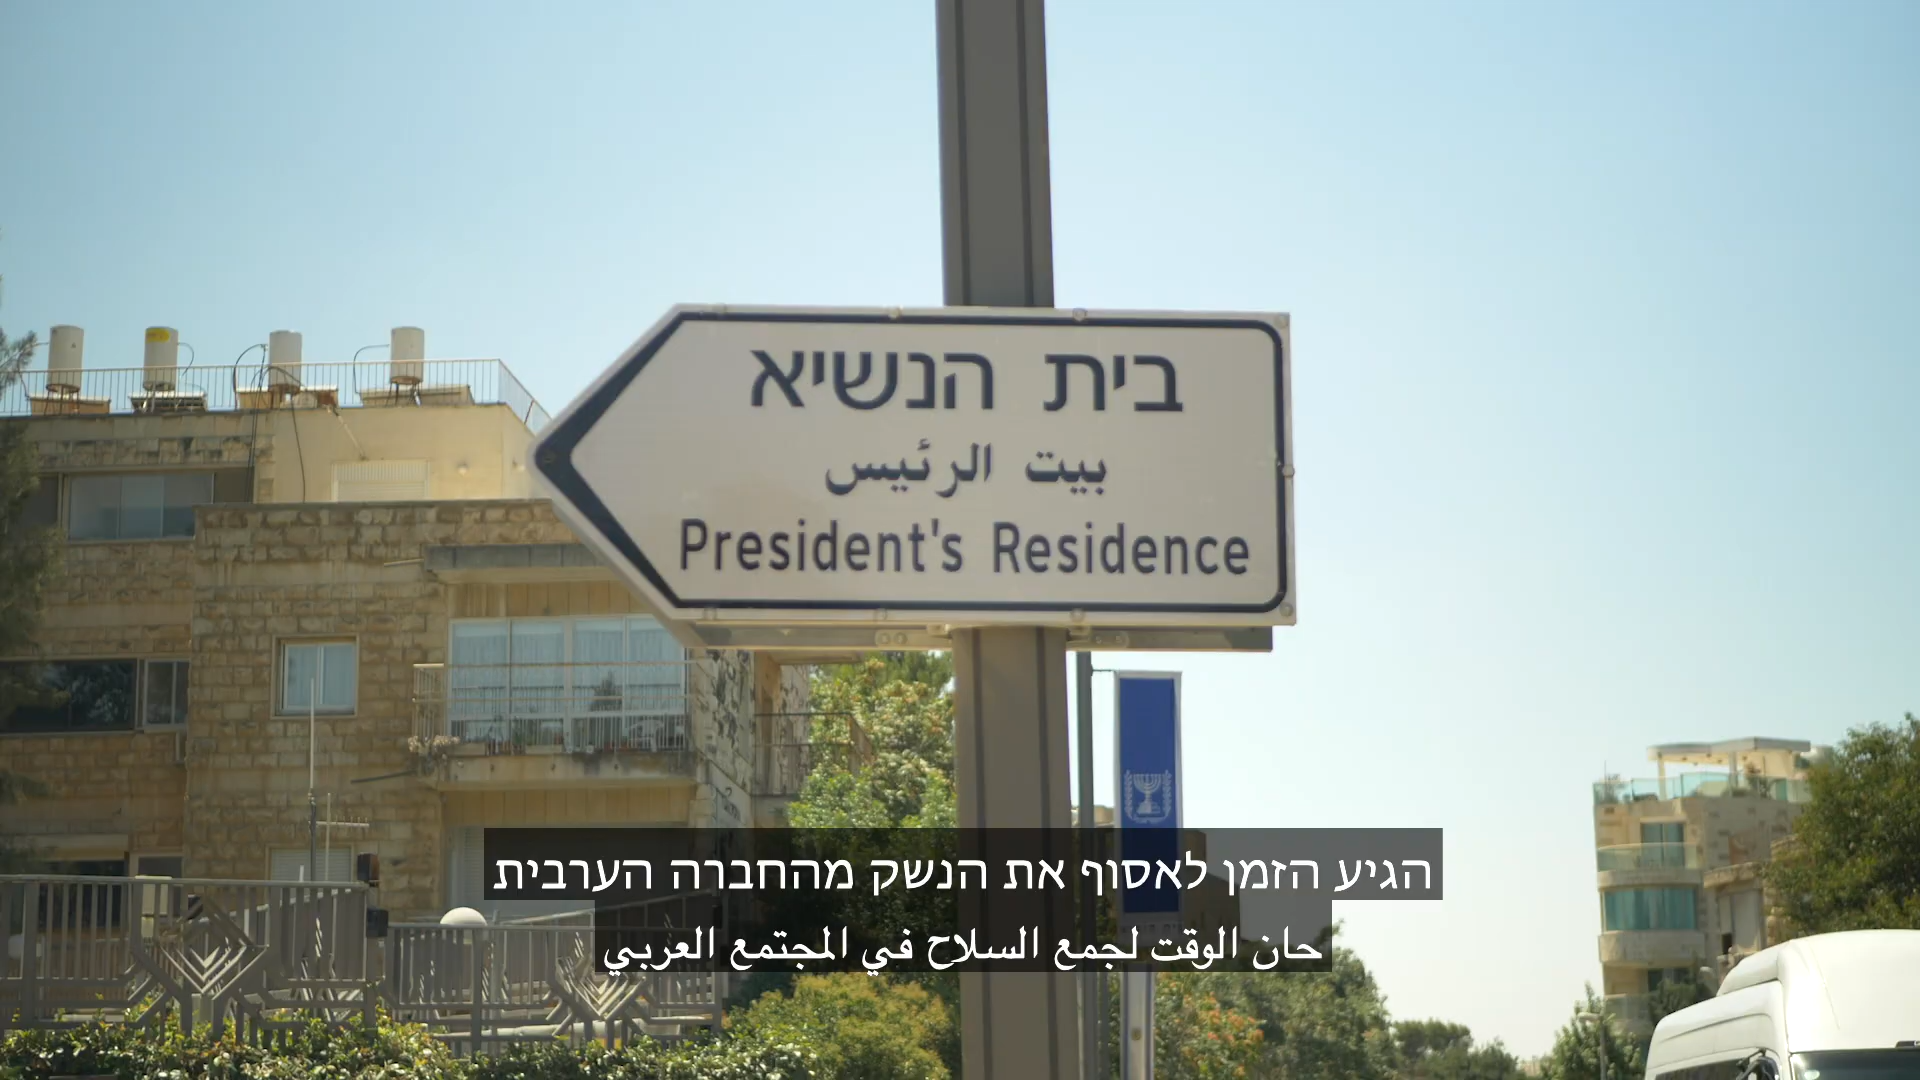 בית הנשיא
بيت الرئيس
President's Residence
הגיע הזמן לאסוף את הנשק מהחברה הערבית
حان الوقت لجمع السلاح في المجتمع العربي